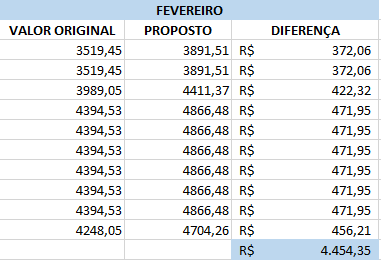 FEVEREIRO
VALOR ORIGINAL PROPOSTO DIFERENÇA
3519,45 3891,51 R$ 372,06
3519,45 3891,51 R$ 372,06
3989,05 4411,37 R$ 422,32
4394,53 4866,48 R$ 471,95
4394,53 4866,48 R$ 471,95
4394,53 4866,48 R$ 471,95
4394,53 4866,48 R$ 471,95
4394,53 4866,48 R$ 471,95
4394,53 4866,48 R$ 471,95
4248,05 4704,26 R$ 456,21
R$ 4.454,35